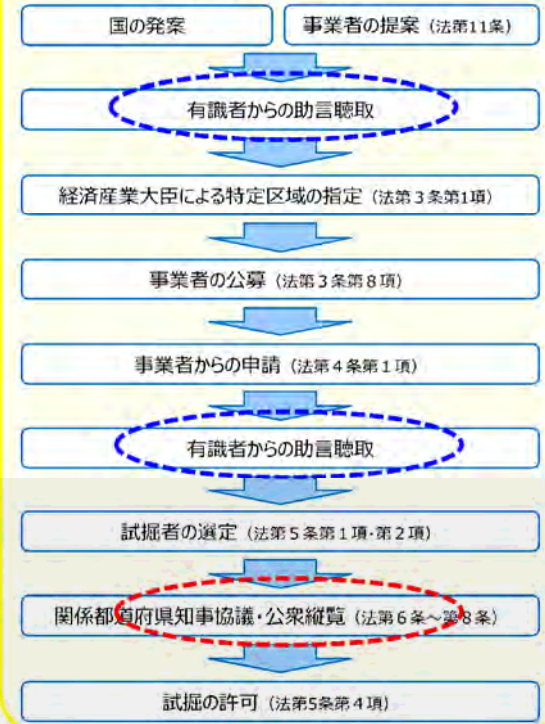 国の発案
事業者の提案（法第11条）
有識者からの助言聴取
経済産業大臣による特定区域の指定（法第３条第1項）
事業者の公募（法第３条第８項）
事業者からの申請（法第４条第１項）
有識者からの助言聴取
試掘者の選定（法第５条第１項・第２項）
関係都道府県知事協議・公衆縦覧（法第６条～第８条）
試掘の許可（法第5条第４項）